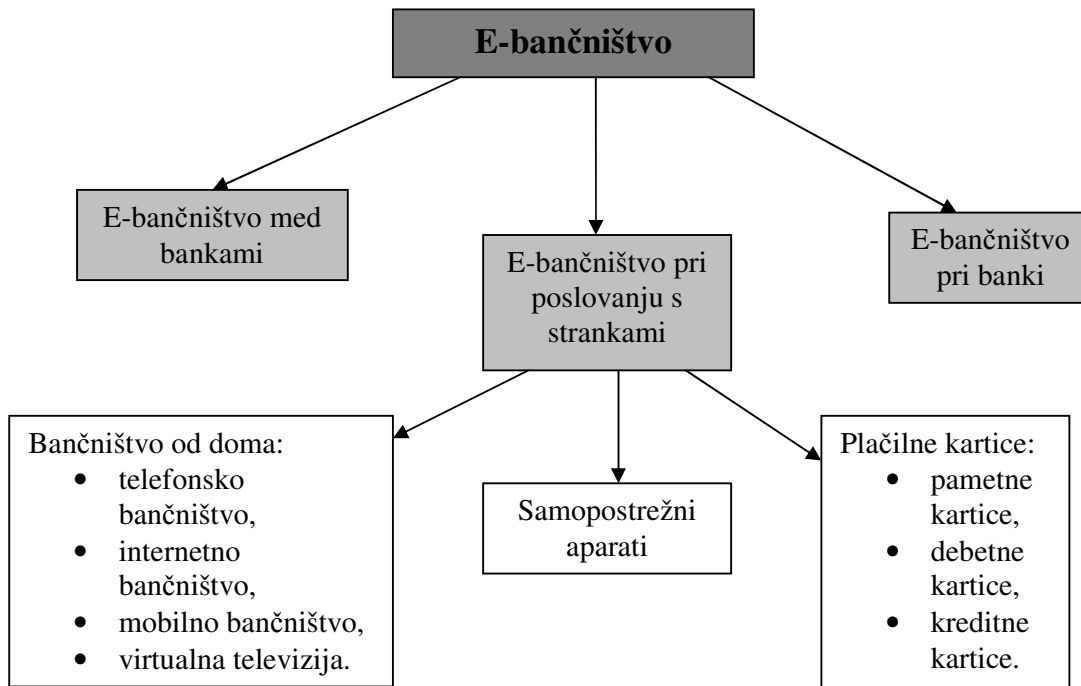 E-bančništvo
E-bančništvo med
bankami
E-bančništvo pri
poslovanju s
strankami
E-bančništvo
pri banki
Bančništvo od doma:
• telefonsko
bančništvo,
• internetno
bančništvo,
• mobilno bančništvo,
• virtualna televizija.
Samopostrežni
aparati
Plačilne kartice:
• pametne
kartice,
• debetne
kartice,
• kreditne
kartice.